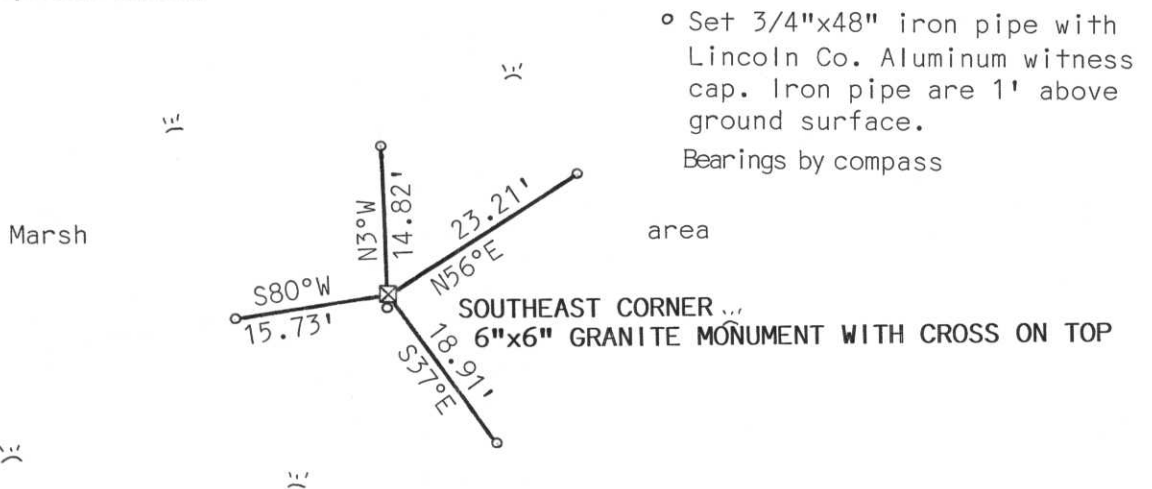 ° Set 3/4"x48" iron pipe with
Lincoln Co. Aluminum witness
cap. Iron pipe are 1' above
ground surface.
Bearings by compass
N3°W
14.82'
23.21'
N56°E
Marsh
area
S80°W
15.73'
SOUTHEAST CORNER
6"x6" GRANITE MONUMENT WITH CROSS ON TOP
18.91'
S37°E